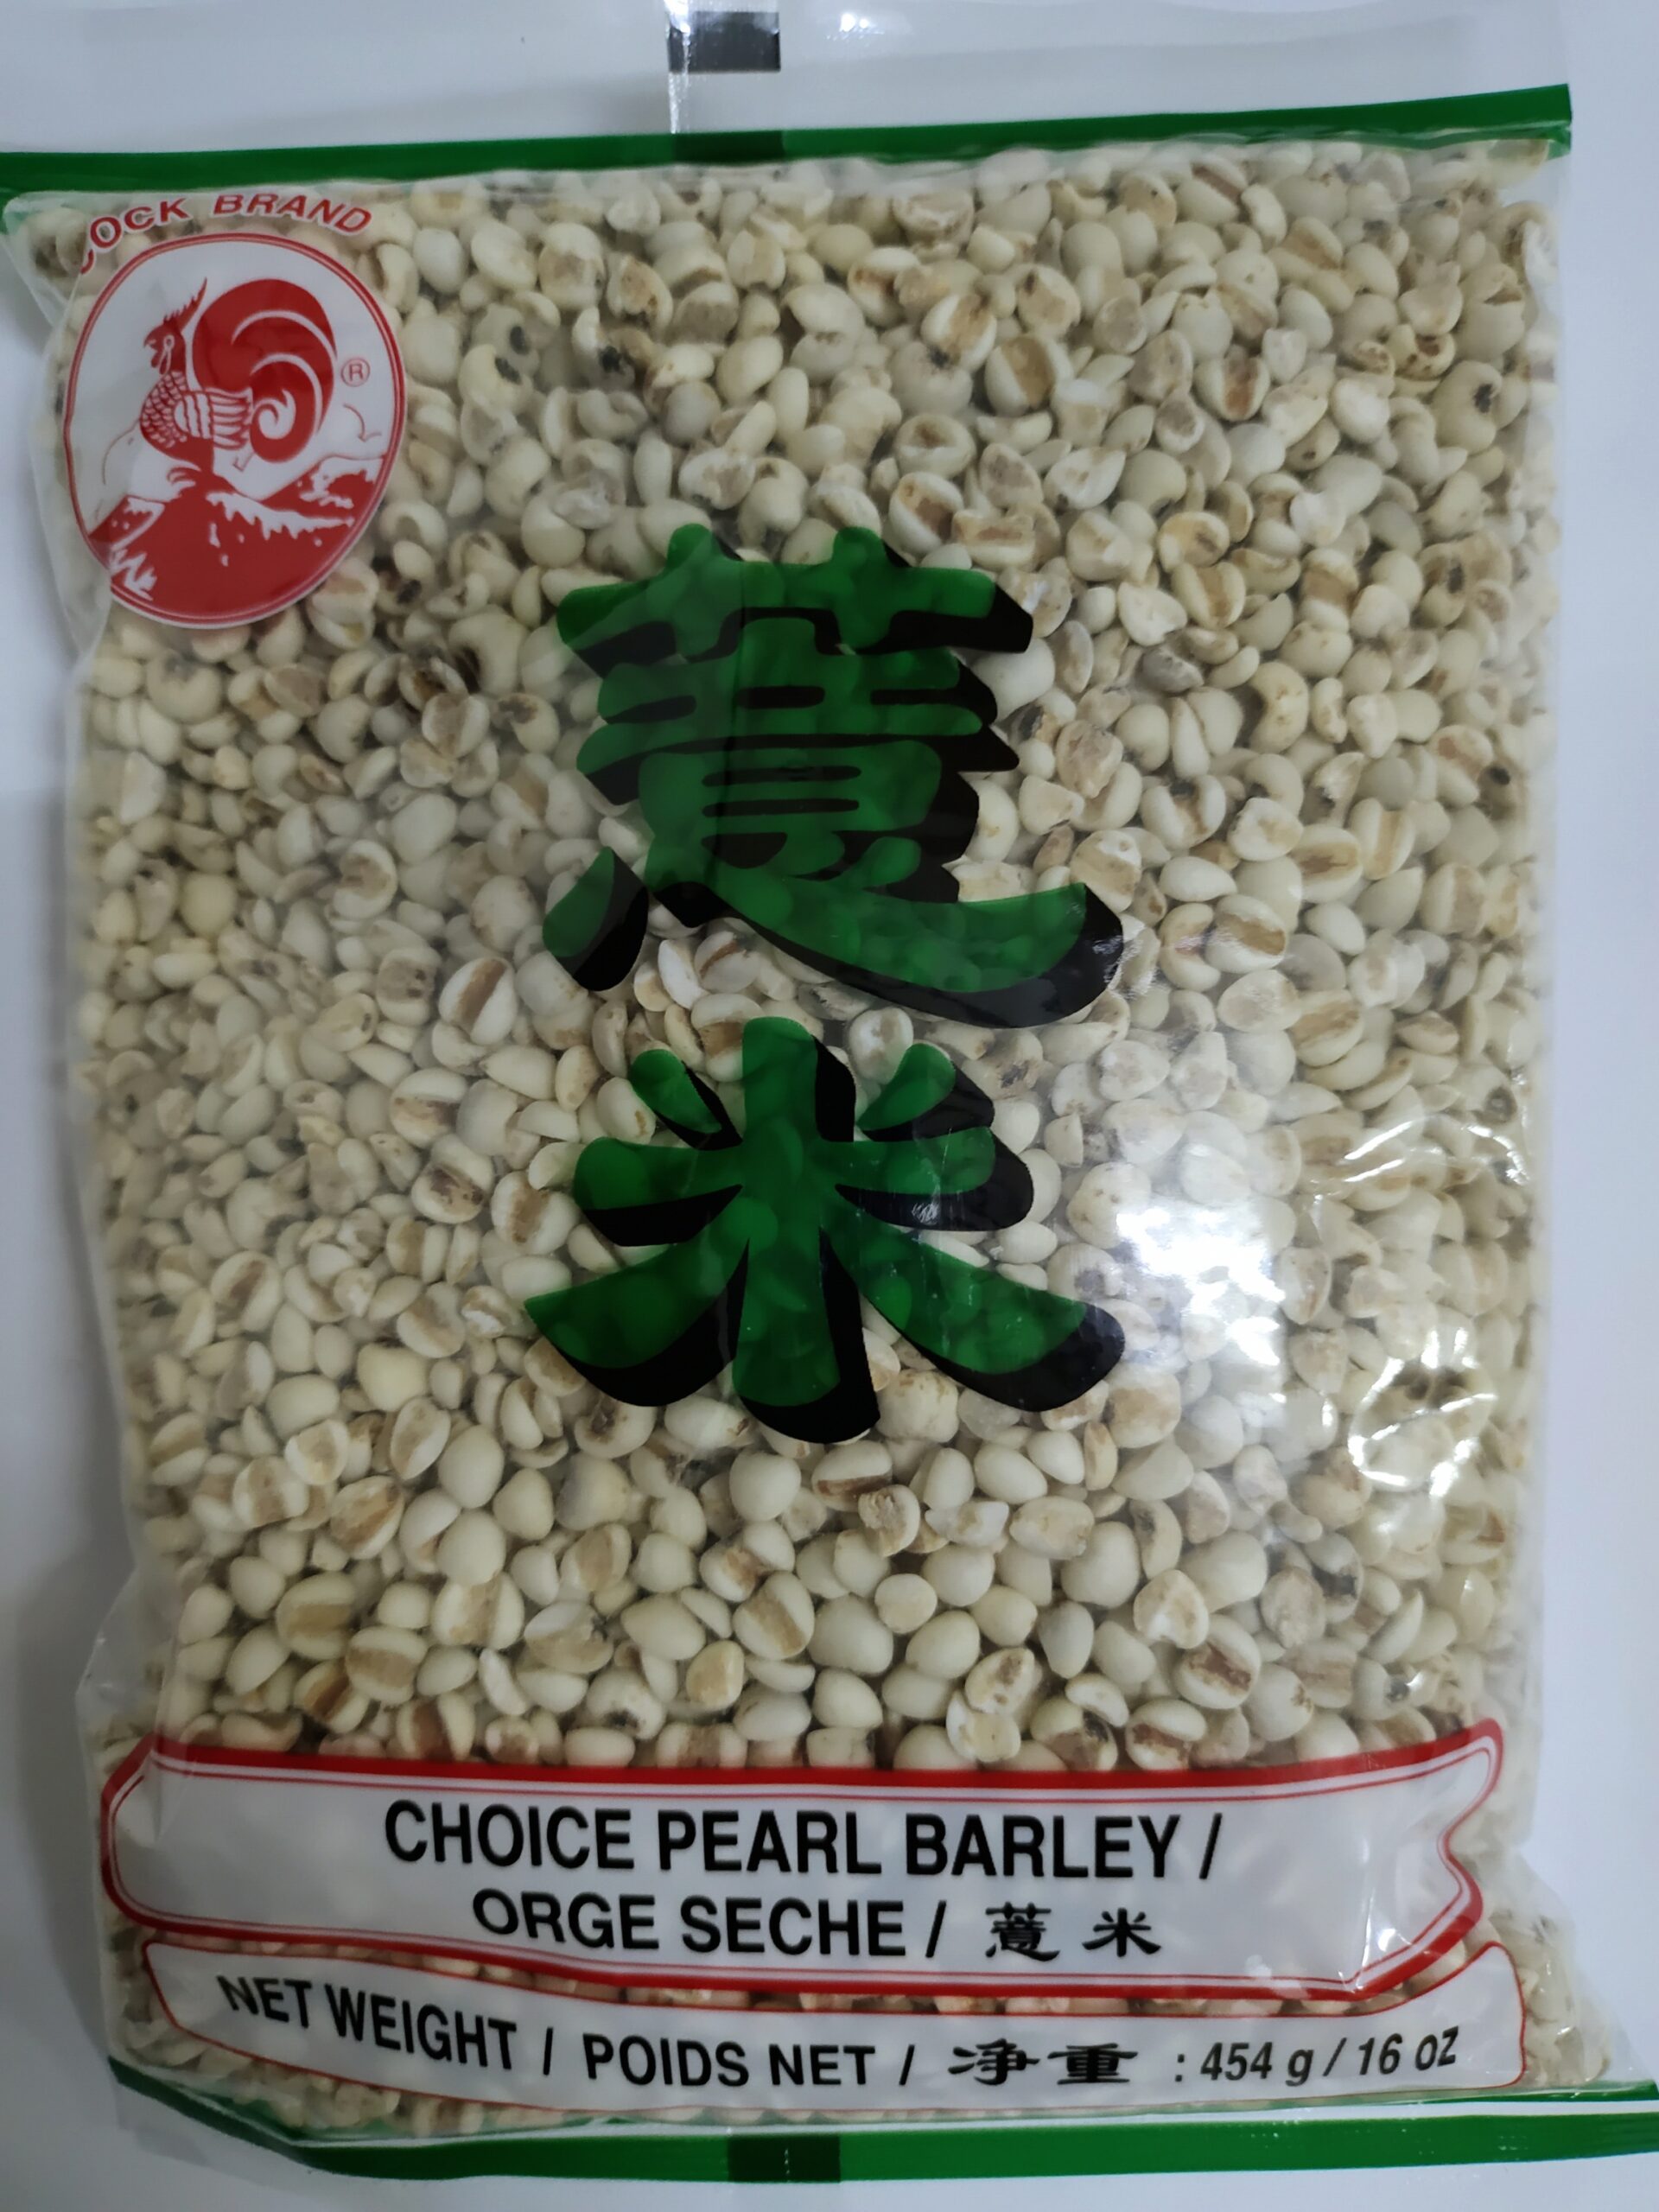 COCK BRAND
®
薏
米
CHOICE PEARL BARLEY /
ORGE SECHE / 薏米
NET WEIGHT / POIDS NET / 净重 : 454 g / 16 oz